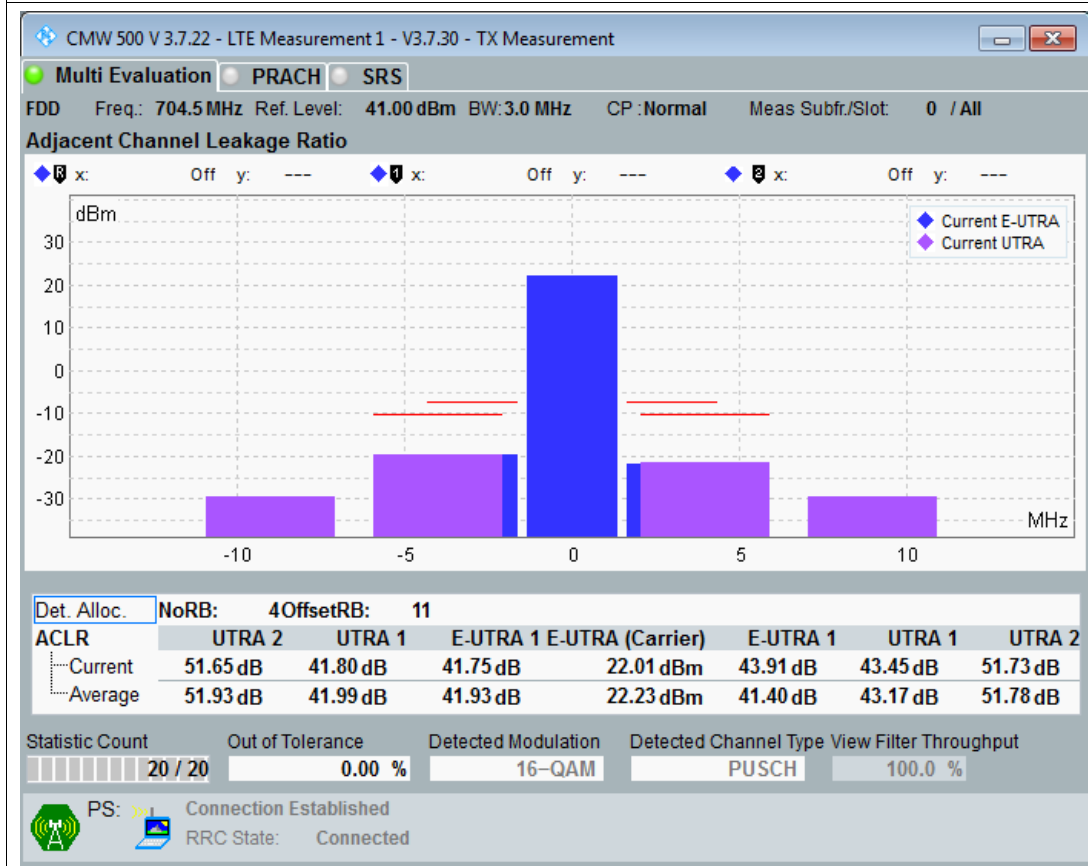 CMW 500 V 3.7.22 - LTE Measurement 1 - V3.7.30 - TX Measurement
Multi Evaluation PRACH SRS
FDD Freq.: 704.5 MHz Ref. Level: 41.00 dBm BW: 3.0 MHz CP : Normal Meas Subfr./Slot: 0 / All
Adjacent Channel Leakage Ratio
R x: Off y: --- 1 x: Off y: --- 2 x: Off y: ---
dBm
Current E-UTRA
Current UTRA
30
20
10
0
-10
-20
-30
MHz
-10 -5 0 5 10
Det. Alloc. NoRB: 4 OffsetRB: 11
ACLR UTRA 2 UTRA 1 E-UTRA 1 E-UTRA (Carrier) E-UTRA 1 UTRA 1 UTRA 2
Current 51.65 dB 41.80 dB 41.75 dB 22.01 dBm 43.91 dB 43.45 dB 51.73 dB
Average 51.93 dB 41.99 dB 41.93 dB 22.23 dBm 41.40 dB 43.17 dB 51.78 dB
Statistic Count Out of Tolerance Detected Modulation Detected Channel Type View Filter Throughput
20 / 20 0.00 % 16-QAM PUSCH 100.0 %
PS: Connection Established
RRC State: Connected